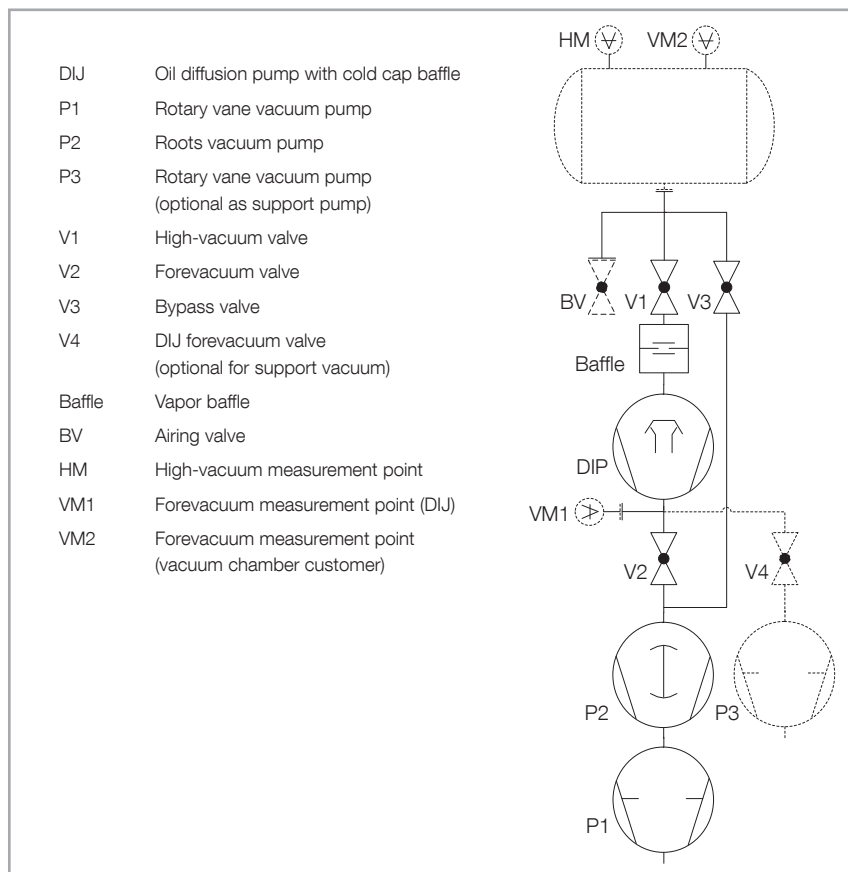 DIJ Oil diffusion pump with cold cap baffle
P1 Rotary vane vacuum pump
P2 Roots vacuum pump
P3 Rotary vane vacuum pump
(optional as support pump)
V1 High-vacuum valve
V2 Forevacuum valve
V3 Bypass valve
V4 DIJ forevacuum valve
(optional for support vacuum)
Baffle Vapor baffle
BV Airing valve
HM High-vacuum measurement point
VM1 Forevacuum measurement point (DIJ)
VM2 Forevacuum measurement point
(vacuum chamber customer)
HM VM2
BV V1 V3
Baffle
DIP
VM1
V2 V4
P2 P3
P1